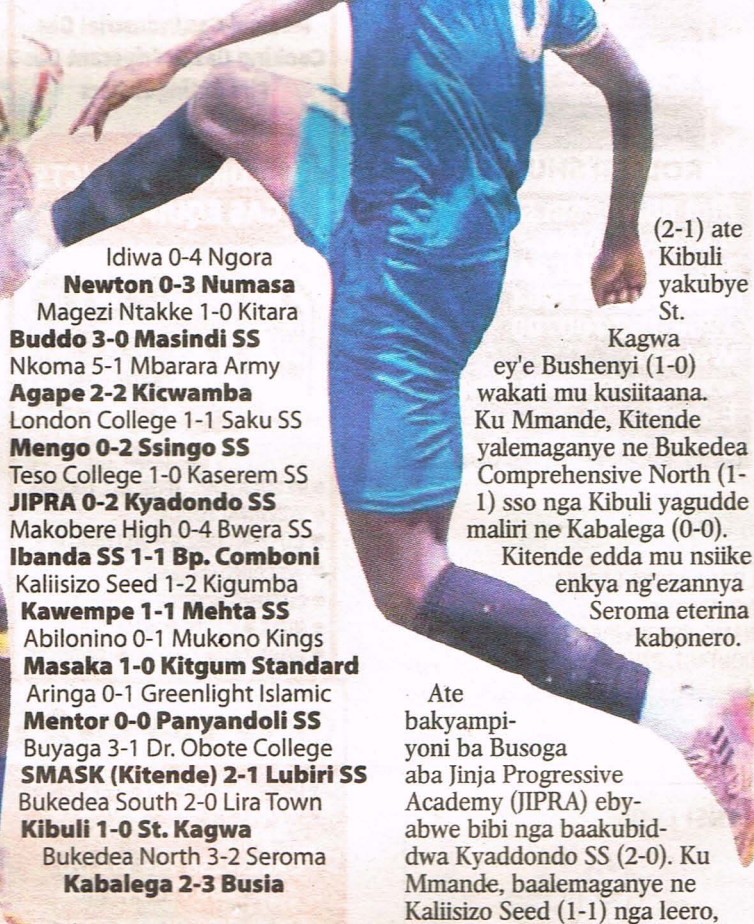 Idiwa 0-4 Ngora
Newton 0-3 Numasa
Magezi Ntakke 1-0 Kitara
Buddo 3-0 Masindi SS
Nkoma 5-1 Mbarara Army
Agape 2-2 Kicwamba
London College 1-1 Saku SS
Mengo 0-2 Ssingo SS
Teso College 1-0 Kaserem SS
JIPRA 0-2 Kyadondo SS
Makobere High 0-4 Bwera SS
Ibanda SS 1-1 Bp. Comboni
Kaliisizo Seed 1-2 Kigumba
Kawempe 1-1 Mehta SS
Abilonino 0-1 Mukono Kings
Masaka 1-0 Kitgum Standard
Aringa 0-1 Greenlight Islamic
Mentor 0-0 Panyandoli SS
Buyaga 3-1 Dr. Obote College
SMASK (Kitende) 2-1 Lubiri SS
Bukedea South 2-0 Lira Town
Kibuli 1-0 St. Kagwa
Bukedea North 3-2 Seroma
Kabalega 2-3 Busia
(2-1) ate
Kibuli
yakubye
St.
Kagwa
ey'e Bushenyi (1-0)
wakati mu kusiitaana.
Ku Mmande, Kitende
yalemaganye ne Bukedea
Comprehensive North (1-
1) sso nga Kibuli yagudde
maliri ne Kabalega (0-0).
Kitende edda mu nsiike
enkya ng'ezannya
Seroma eterina
kabonero.
Ate
bakyampi-
yoni ba Busoga
aba Jinja Progressive
Academy (JIPRA) eby-
abwe bibi nga baakubid-
dwa Kyaddondo SS (2-0). Ku
Mmande, baalemaganye ne
Kaliisizo Seed (1-1) nga leero,